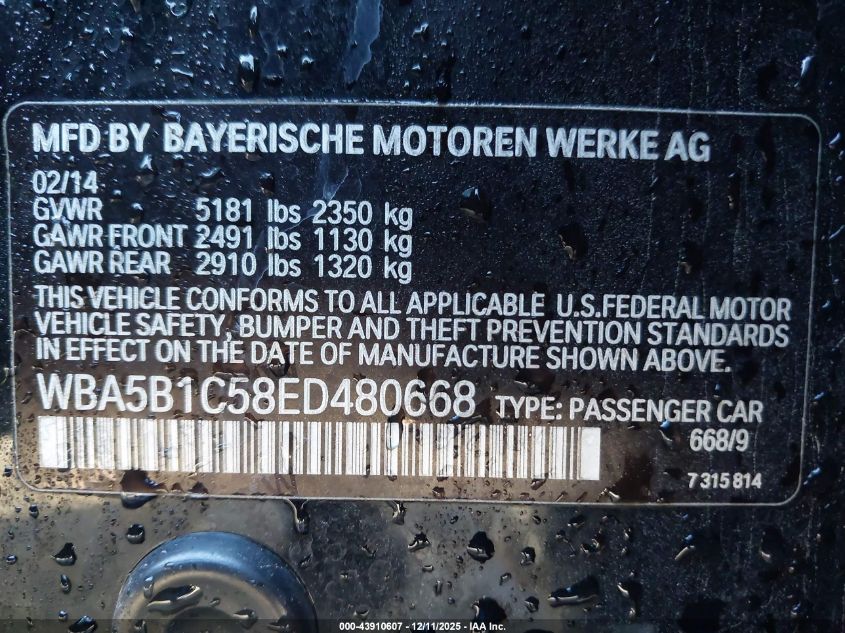 MFD BY BAYERISCHE MOTOREN WERKE AG
02/14
GVWR 5181 lbs 2350 kg
GAWR FRONT 2491 lbs 1130 kg
GAWR REAR 2910 lbs 1320 kg
THIS VEHICLE CONFORMS TO ALL APPLICABLE U.S.FEDERAL MOTOR
VEHICLE SAFETY, BUMPER AND THEFT PREVENTION STANDARDS
IN EFFECT ON THE DATE OF MANUFACTURE SHOWN ABOVE.
WBA5B1C58ED480668 TYPE: PASSENGER CAR
668/9
7 315 814
000-43910607 - 12/11/2025 - IAA Inc.